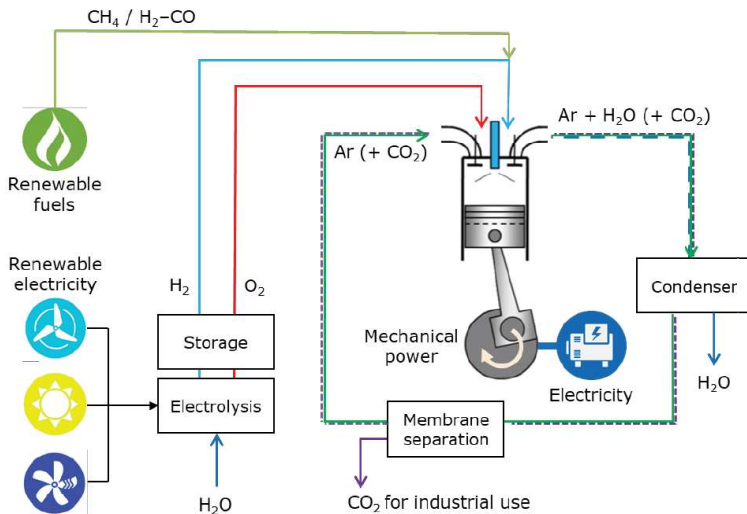 CH₄ / H₂–CO
Ar + H₂O (+ CO₂)
Ar (+ CO₂)
Renewable
fuels
Renewable
electricity
H₂
O₂
Storage
Electrolysis
H₂O
Mechanical
power
Electricity
Condenser
H₂O
Membrane
separation
CO₂ for industrial use